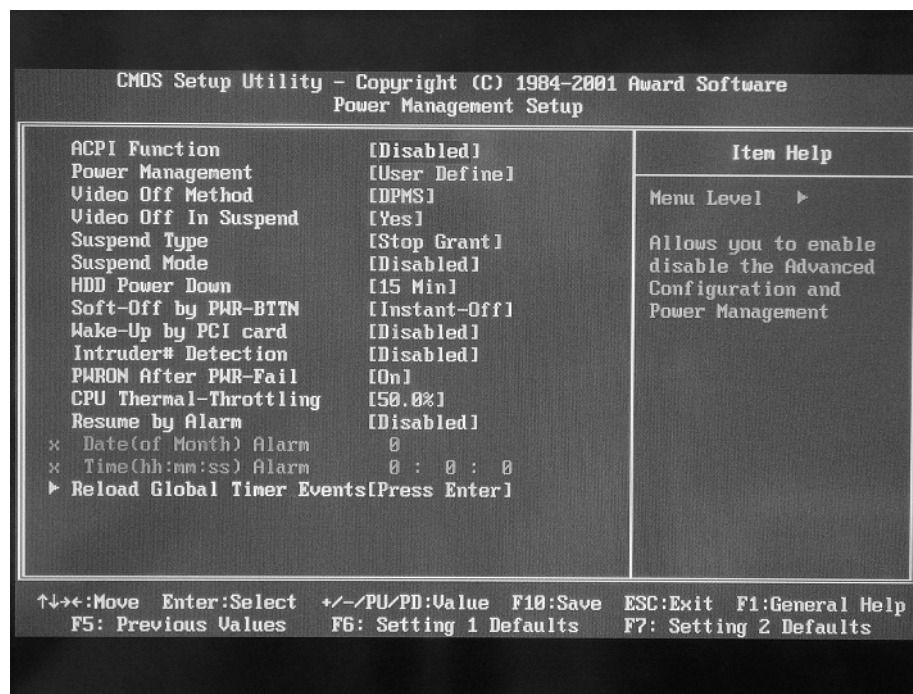 CMOS Setup Utility – Copyright (C) 1984–2001 Award Software
Power Management Setup
ACPI Function [Disabled]
Power Management [User Define]
Video Off Method [DPMS]
Video Off In Suspend [Yes]
Suspend Type [Stop Grant]
Suspend Mode [Disabled]
HDD Power Down [15 Min]
Soft-Off by PWR-BTTN [Instant-Off]
Wake-Up by PCI card [Disabled]
Intruder# Detection [Disabled]
PWRON After PWR-Fail [On]
CPU Thermal-Throttling [50.0%]
Resume by Alarm [Disabled]
x Date(of Month) Alarm 0
x Time(hh:mm:ss) Alarm 0 : 0 : 0
▶ Reload Global Timer Events[Press Enter]
Item Help
Menu Level ▶
Allows you to enable
disable the Advanced
Configuration and
Power Management
↑↓→←:Move Enter:Select +/-/PU/PD:Value F10:Save ESC:Exit F1:General Help
F5: Previous Values F6: Setting 1 Defaults F7: Setting 2 Defaults